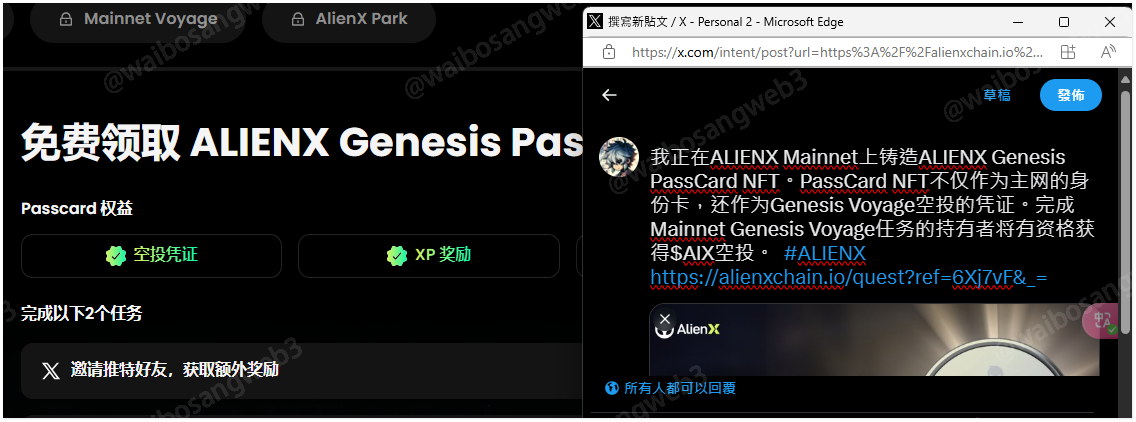 Mainnet Voyage
AlienX Park
免费领取 ALIENX Genesis Pas
Passcard 权益
空投凭证
XP 奖励
完成以下2个任务
邀请推特好友，获取额外奖励
撰寫新貼文 / X - Personal 2 - Microsoft Edge
https://x.com/intent/post?url=https%3A%2F%2Falienxchain.io%2...
草稿
發佈
我正在ALIENX Mainnet上铸造ALIENX Genesis
PassCard NFT。PassCard NFT不仅作为主网的身
份卡，还作为Genesis Voyage空投的凭证。完成
Mainnet Genesis Voyage任务的持有者将有资格获
得$AIX空投。 #ALIENX
https://alienxchain.io/quest?ref=6Xj7vF&_=
AlienX
所有人都可以回覆
@waibosangweb3